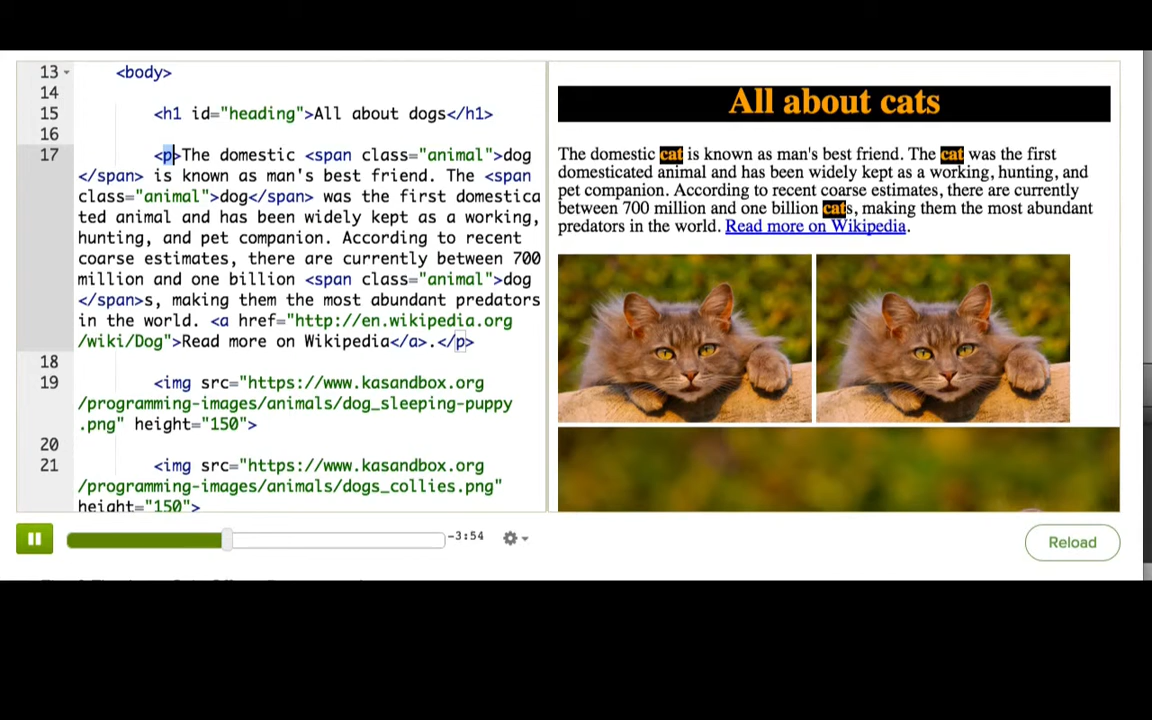 13 <body>
14
15 <h1 id="heading">All about dogs</h1>
16
17 <p>The domestic <span class="animal">dog
</span> is known as man's best friend. The <span
class="animal">dog</span> was the first domestica
ted animal and has been widely kept as a working,
hunting, and pet companion. According to recent
coarse estimates, there are currently between 700
million and one billion <span class="animal">dog
</span>s, making them the most abundant predators
in the world. <a href="http://en.wikipedia.org
/wiki/Dog">Read more on Wikipedia</a>.</p>
18
19 <img src="https://www.kasandbox.org
/programming-images/animals/dog_sleeping-puppy
.png" height="150">
20
21 <img src="https://www.kasandbox.org
/programming-images/animals/dogs_collies.png"
height="150">
All about cats
The domestic cat is known as man's best friend. The cat was the first
domesticated animal and has been widely kept as a working, hunting, and
pet companion. According to recent coarse estimates, there are currently
between 700 million and one billion cats, making them the most abundant
predators in the world. Read more on Wikipedia.
-3:54
Reload